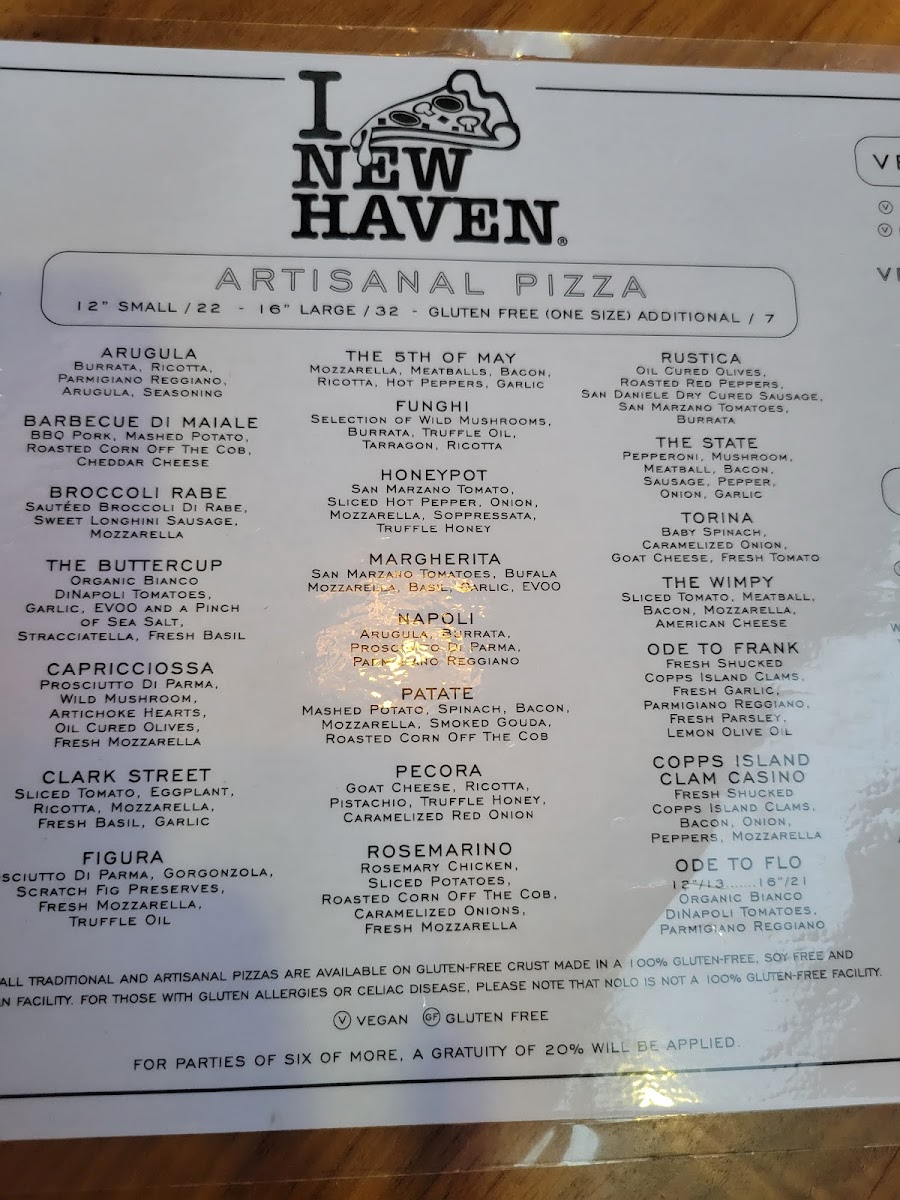 I
NEW
HAVEN®
ARTISANAL PIZZA
12" SMALL / 22 - 16" LARGE / 32 - GLUTEN FREE (ONE SIZE) ADDITIONAL / 7
ARUGULA
BURRATA, RICOTTA,
PARMIGIANO REGGIANO,
ARUGULA, SEASONING
BARBECUE DI MAIALE
BBQ PORK, MASHED POTATO,
ROASTED CORN OFF THE COB,
CHEDDAR CHEESE
BROCCOLI RABE
SAUTÉED BROCCOLI DI RABE,
SWEET LONGHINI SAUSAGE,
MOZZARELLA
THE BUTTERCUP
ORGANIC BIANCO
DINAPOLI TOMATOES,
GARLIC, EVOO AND A PINCH
OF SEA SALT,
STRACCIATELLA, FRESH BASIL
CAPRICCIOSSA
PROSCIUTTO DI PARMA,
WILD MUSHROOM,
ARTICHOKE HEARTS,
OIL CURED OLIVES,
FRESH MOZZARELLA
CLARK STREET
SLICED TOMATO, EGGPLANT,
RICOTTA, MOZZARELLA,
FRESH BASIL, GARLIC
FIGURA
SCIUTTO DI PARMA, GORGONZOLA,
SCRATCH FIG PRESERVES,
FRESH MOZZARELLA,
TRUFFLE OIL
THE 5TH OF MAY
MOZZARELLA, MEATBALLS, BACON,
RICOTTA, HOT PEPPERS, GARLIC
FUNGHI
SELECTION OF WILD MUSHROOMS,
BURRATA, TRUFFLE OIL,
TARRAGON, RICOTTA
HONEYPOT
SAN MARZANO TOMATO,
SLICED HOT PEPPER, ONION,
MOZZARELLA, SOPPRESSATA,
TRUFFLE HONEY
MARGHERITA
SAN MARZANO TOMATOES, BUFALA
MOZZARELLA, BASIL, GARLIC, EVOO
NAPOLI
ARUGULA, BURRATA,
PROSCIUTTO DI PARMA,
PARMIGIANO REGGIANO
PATATE
MASHED POTATO, SPINACH, BACON,
MOZZARELLA, SMOKED GOUDA,
ROASTED CORN OFF THE COB
PECORA
GOAT CHEESE, RICOTTA,
PISTACHIO, TRUFFLE HONEY,
CARAMELIZED RED ONION
ROSEMARINO
ROSEMARY CHICKEN,
SLICED POTATOES,
ROASTED CORN OFF THE COB,
CARAMELIZED ONIONS,
FRESH MOZZARELLA
RUSTICA
OIL CURED OLIVES,
ROASTED RED PEPPERS,
SAN DANIELE DRY CURED SAUSAGE,
SAN MARZANO TOMATOES,
BURRATA
THE STATE
PEPPERONI, MUSHROOM,
MEATBALL, BACON,
SAUSAGE, PEPPER,
ONION, GARLIC
TORINA
BABY SPINACH,
CARAMELIZED ONION,
GOAT CHEESE, FRESH TOMATO
THE WIMPY
SLICED TOMATO, MEATBALL,
BACON, MOZZARELLA,
AMERICAN CHEESE
ODE TO FRANK
FRESH SHUCKED
COPPS ISLAND CLAMS,
FRESH GARLIC,
PARMIGIANO REGGIANO,
FRESH PARSLEY,
LEMON OLIVE OIL
COPPS ISLAND
CLAM CASINO
FRESH SHUCKED
COPPS ISLAND CLAMS,
BACON, ONION,
PEPPERS, MOZZARELLA
ODE TO FLO
12"/13.......16"/21
ORGANIC BIANCO
DINAPOLI TOMATOES,
PARMIGIANO REGGIANO
ALL TRADITIONAL AND ARTISANAL PIZZAS ARE AVAILABLE ON GLUTEN-FREE CRUST MADE IN A 100% GLUTEN-FREE, SOY FREE AND
N FACILITY. FOR THOSE WITH GLUTEN ALLERGIES OR CELIAC DISEASE, PLEASE NOTE THAT NOLO IS NOT A 100% GLUTEN-FREE FACILITY.
V VEGAN GF GLUTEN FREE
FOR PARTIES OF SIX OF MORE, A GRATUITY OF 20% WILL BE APPLIED.